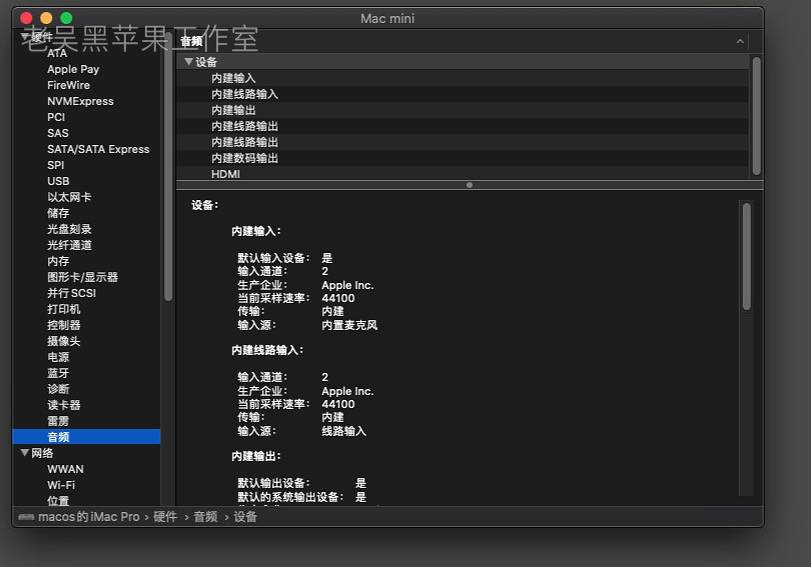 Mac mini
老吴黑苹果工作室
硬件
ATA
Apple Pay
FireWire
NVMExpress
PCI
SAS
SATA/SATA Express
SPI
USB
以太网卡
储存
光盘刻录
光纤通道
内存
图形卡/显示器
并行SCSI
打印机
控制器
摄像头
电源
蓝牙
诊断
读卡器
雷雳
音频
网络
WWAN
Wi-Fi
位置
音频
设备
内建输入
内建线路输入
内建输出
内建线路输出
内建线路输出
内建数码输出
HDMI
设备：
内建输入：
默认输入设备： 是
输入通道： 2
生产企业： Apple Inc.
当前采样速率： 44100
传输： 内建
输入源： 内置麦克风
内建线路输入：
输入通道： 2
生产企业： Apple Inc.
当前采样速率： 44100
传输： 内建
输入源： 线路输入
内建输出：
默认输出设备： 是
默认的系统输出设备： 是
macos的iMac Pro › 硬件 › 音频 › 设备